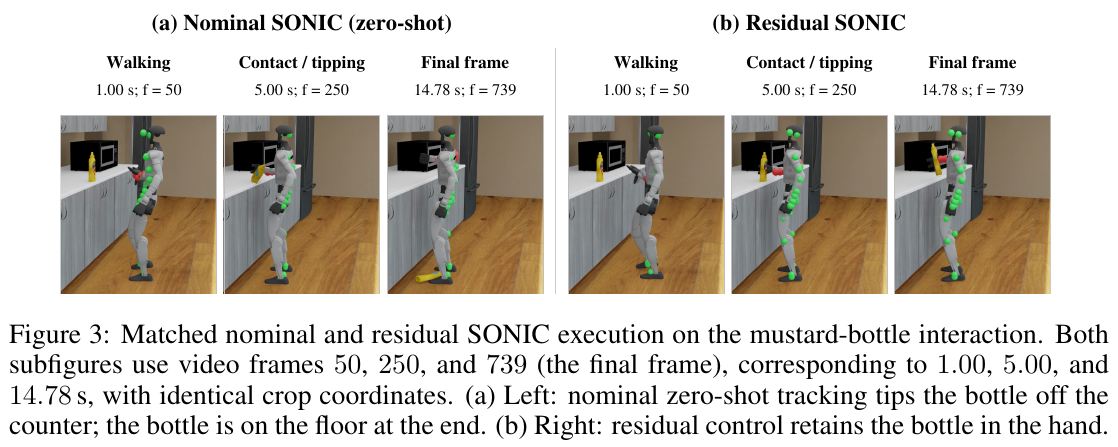 (a) Nominal SONIC (zero-shot)
(b) Residual SONIC
Walking
Contact / tipping
Final frame
Walking
Contact / tipping
Final frame
1.00 s; f = 50
5.00 s; f = 250
14.78 s; f = 739
1.00 s; f = 50
5.00 s; f = 250
14.78 s; f = 739
Figure 3: Matched nominal and residual SONIC execution on the mustard-bottle interaction. Both
subfigures use video frames 50, 250, and 739 (the final frame), corresponding to 1.00, 5.00, and
14.78 s, with identical crop coordinates. (a) Left: nominal zero-shot tracking tips the bottle off the
counter; the bottle is on the floor at the end. (b) Right: residual control retains the bottle in the hand.